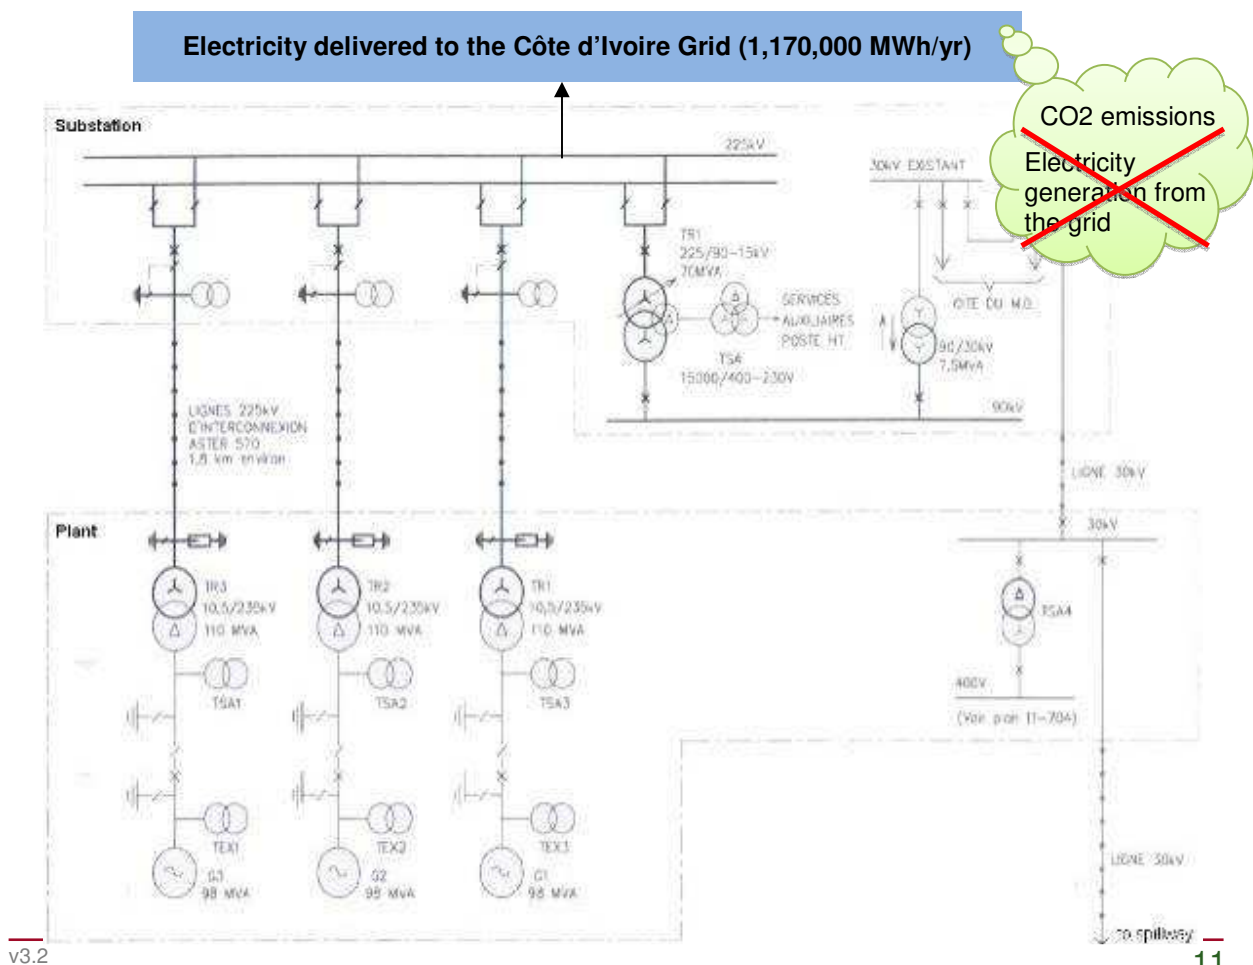 Electricity delivered to the Côte d'Ivoire Grid (1,170,000 MWh/yr)
CO2 emissions
Electricity
generation from
the grid
Substation
225kV
30kV EXISTANT
TR1
225/90-15kV
70MVA
SERVICES
AUXILIAIRES
POSTE HT
TSA
15000/400-230V
CITE DU M.O.
90/30kV
7,5MVA
90kV
LIGNES 225kV
D'INTERCONNEXION
ASTER 570
1,8 km environ
LIGNE 30kV
Plant
30kV
TR3
10,5/235kV
110 MVA
TR2
10,5/235kV
110 MVA
TR1
10,5/235kV
110 MVA
TSA4
TSA1
TSA2
TSA3
400V
(Voir plan 11-704)
TEX1
TEX2
TEX3
G3
98 MVA
G2
98 MVA
G1
98 MVA
LIGNE 30kV
to spillway
v3.2
11